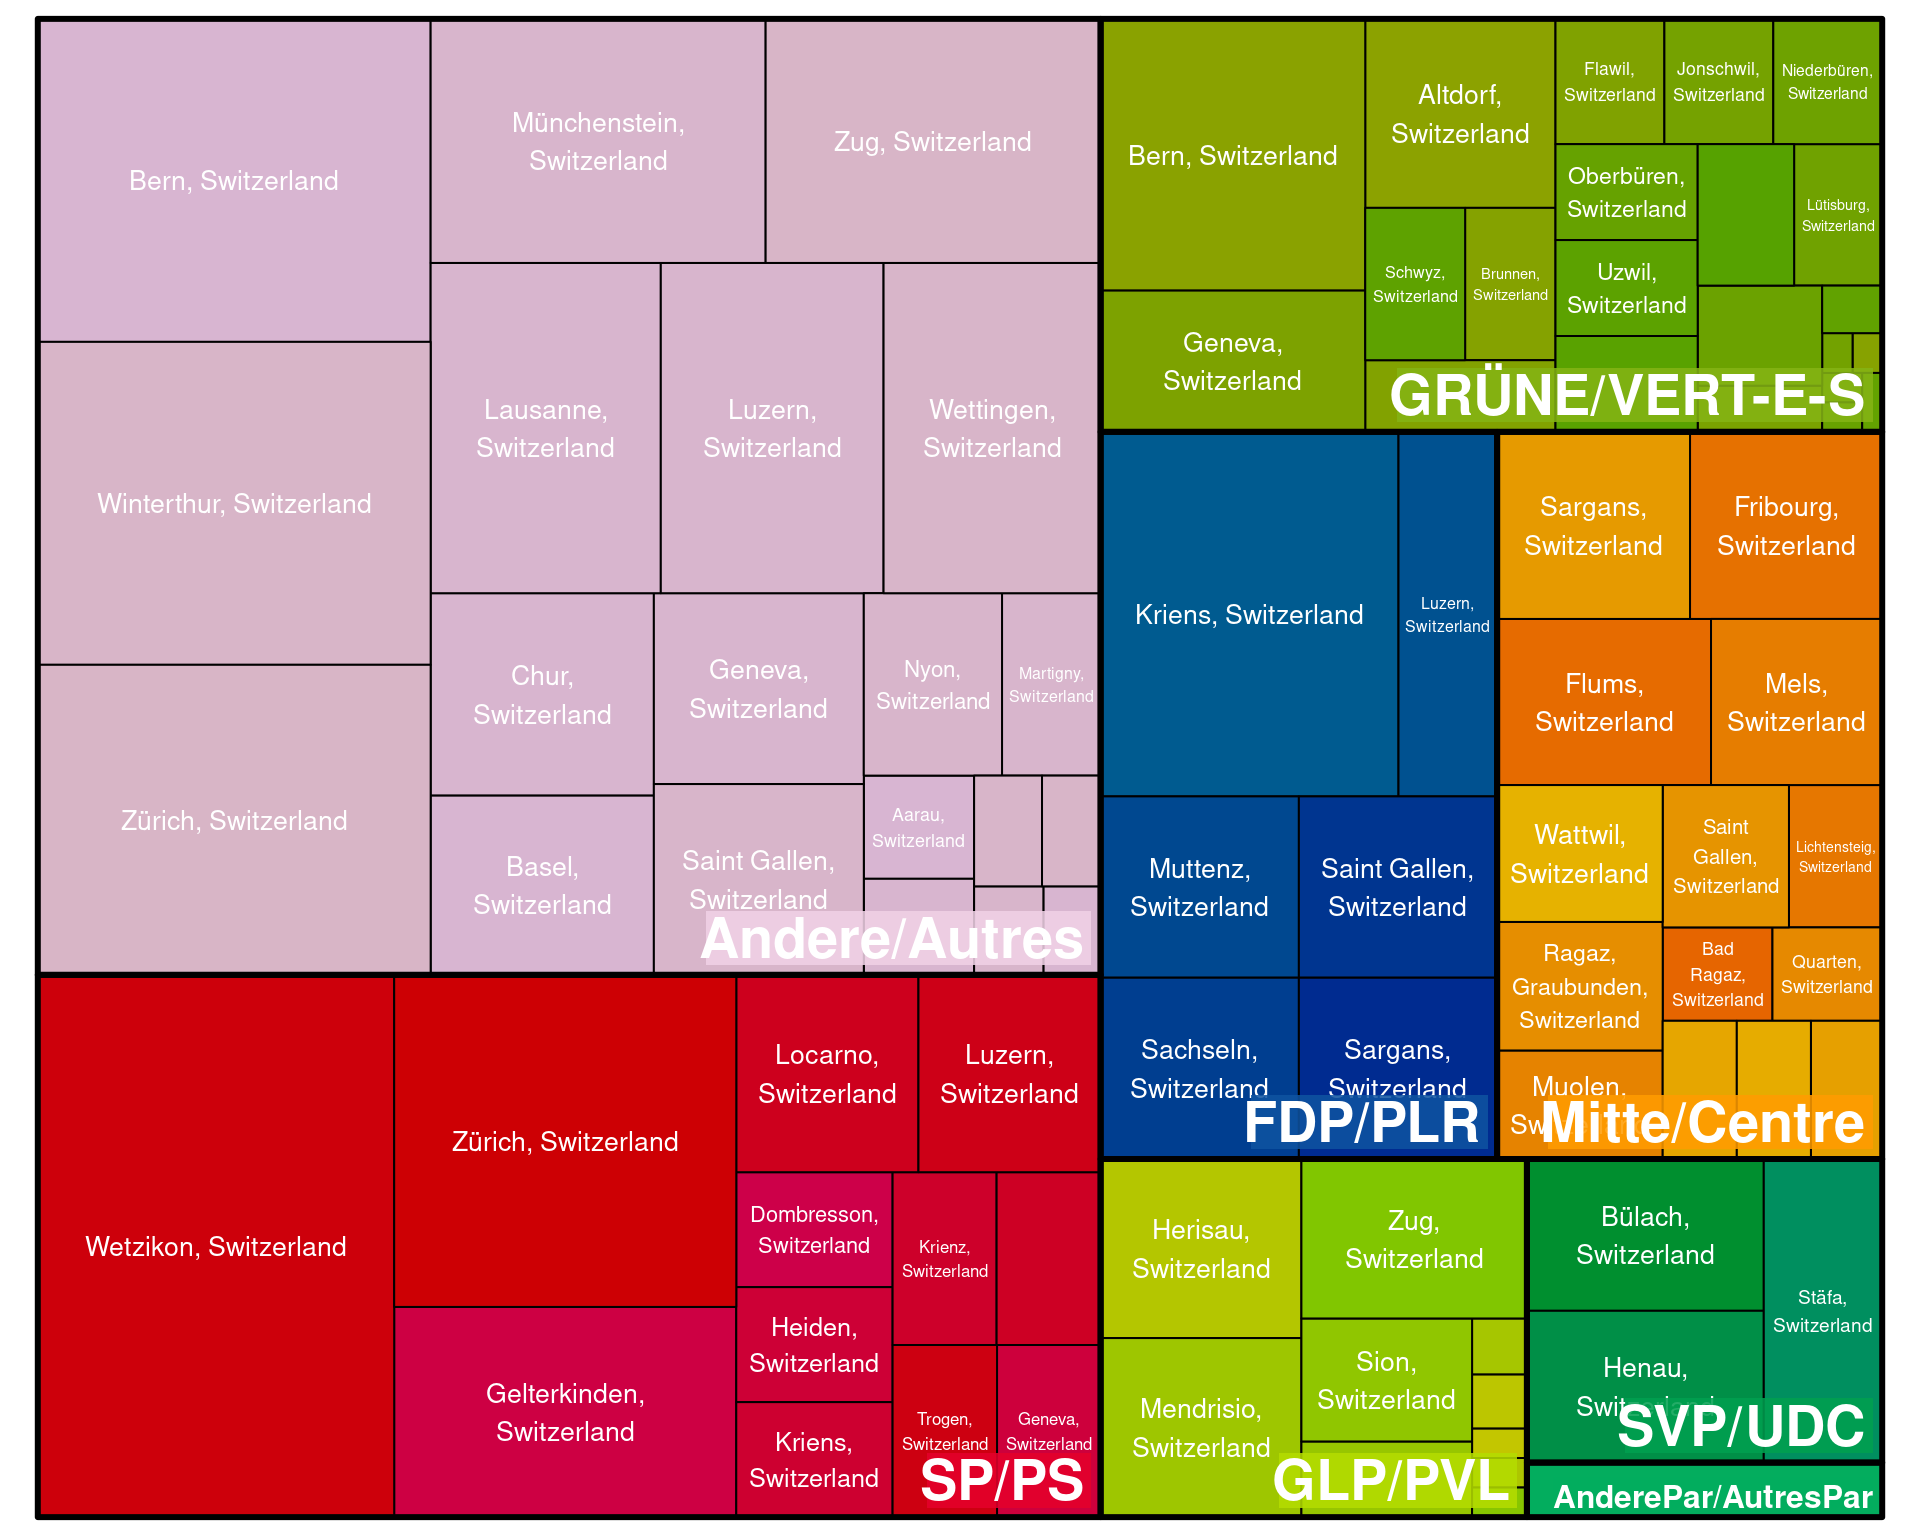 Bern, Switzerland
Münchenstein,
Switzerland
Zug, Switzerland
Winterthur, Switzerland
Zürich, Switzerland
Lausanne,
Switzerland
Luzern,
Switzerland
Wettingen,
Switzerland
Chur,
Switzerland
Geneva,
Switzerland
Nyon,
Switzerland
Martigny,
Switzerland
Basel,
Switzerland
Saint Gallen,
Switzerland
Aarau,
Switzerland
Andere/Autres
Wetzikon, Switzerland
Zürich, Switzerland
Gelterkinden,
Switzerland
Locarno,
Switzerland
Luzern,
Switzerland
Dombresson,
Switzerland
Krienz,
Switzerland
Heiden,
Switzerland
Kriens,
Switzerland
Trogen,
Switzerland
Geneva,
Switzerland
SP/PS
Bern, Switzerland
Geneva,
Switzerland
Altdorf,
Switzerland
Schwyz,
Switzerland
Brunnen,
Switzerland
Flawil,
Switzerland
Jonschwil,
Switzerland
Niederbüren,
Switzerland
Oberbüren,
Switzerland
Lütisburg,
Switzerland
Uzwil,
Switzerland
GRÜNE/VERT-E-S
Kriens, Switzerland
Luzern,
Switzerland
Muttenz,
Switzerland
Saint Gallen,
Switzerland
Sachseln,
Switzerland
Sargans,
Switzerland
FDP/PLR
Sargans,
Switzerland
Fribourg,
Switzerland
Flums,
Switzerland
Mels,
Switzerland
Wattwil,
Switzerland
Saint
Gallen,
Switzerland
Lichtensteig,
Switzerland
Ragaz,
Graubunden,
Switzerland
Bad
Ragaz,
Switzerland
Quarten,
Switzerland
Muolen,
Switzerland
Mitte/Centre
Herisau,
Switzerland
Zug,
Switzerland
Mendrisio,
Switzerland
Sion,
Switzerland
GLP/PVL
Bülach,
Switzerland
Henau,
Switzerland
Stäfa,
Switzerland
SVP/UDC
AnderePar/AutresPar